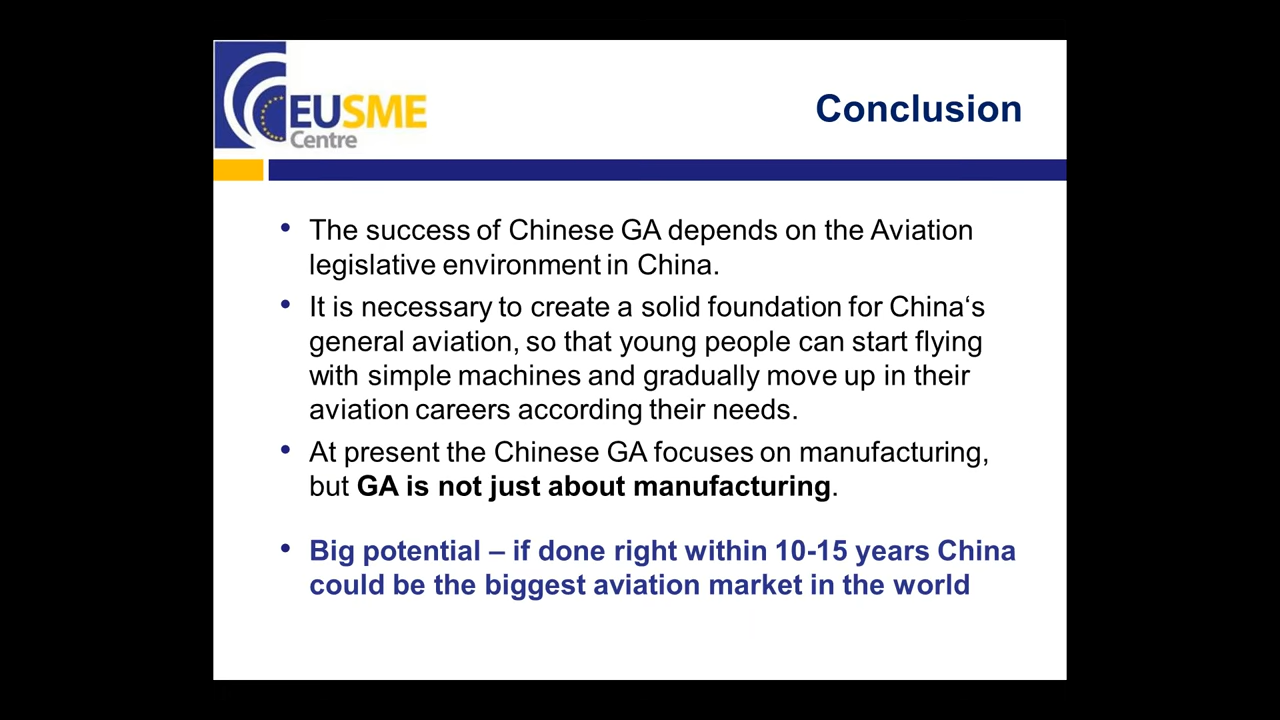 EUSME
Centre
Conclusion
• The success of Chinese GA depends on the Aviation
legislative environment in China.
• It is necessary to create a solid foundation for China‘s
general aviation, so that young people can start flying
with simple machines and gradually move up in their
aviation careers according their needs.
• At present the Chinese GA focuses on manufacturing,
but GA is not just about manufacturing.
• Big potential – if done right within 10-15 years China
could be the biggest aviation market in the world